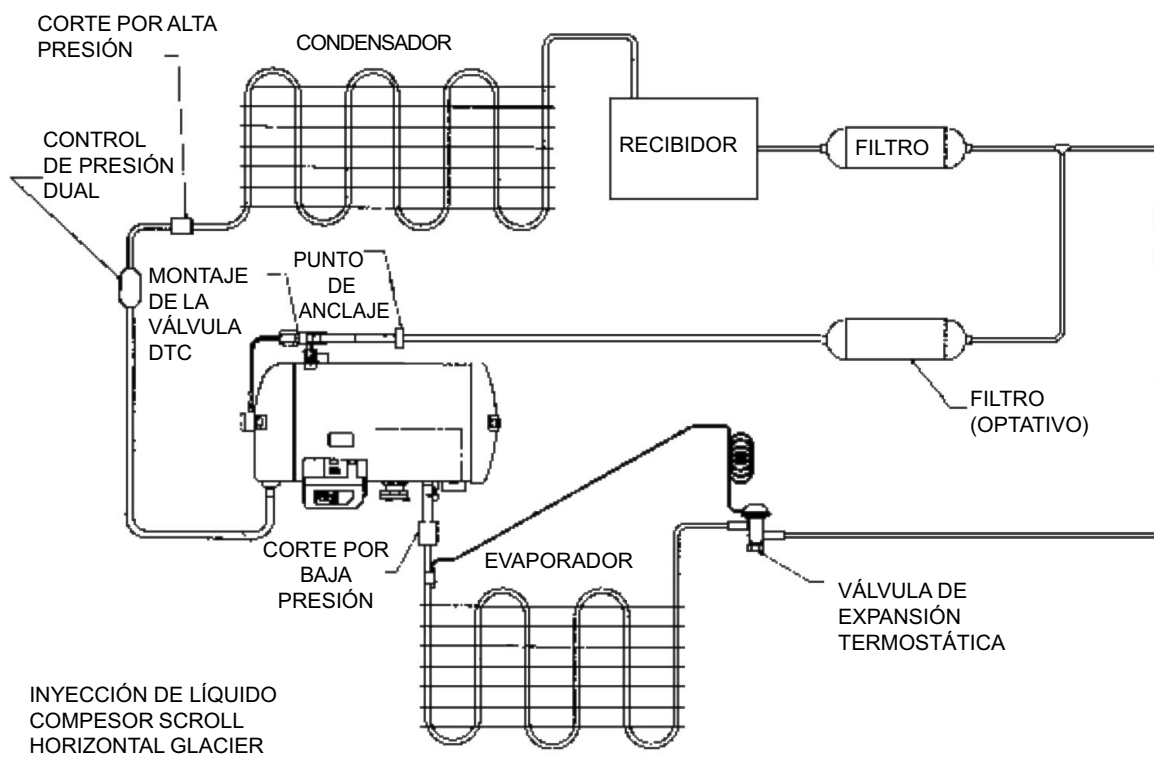 CORTE POR ALTA
PRESIÓN
CONDENSADOR
CONTROL
DE PRESIÓN
DUAL
RECIBIDOR
FILTRO
MONTAJE
DE LA
VÁLVULA
DTC
PUNTO
DE
ANCLAJE
FILTRO
(OPTATIVO)
CORTE POR
BAJA
PRESIÓN
EVAPORADOR
VÁLVULA DE
EXPANSIÓN
TERMOSTÁTICA
INYECCIÓN DE LÍQUIDO
COMPESOR SCROLL
HORIZONTAL GLACIER